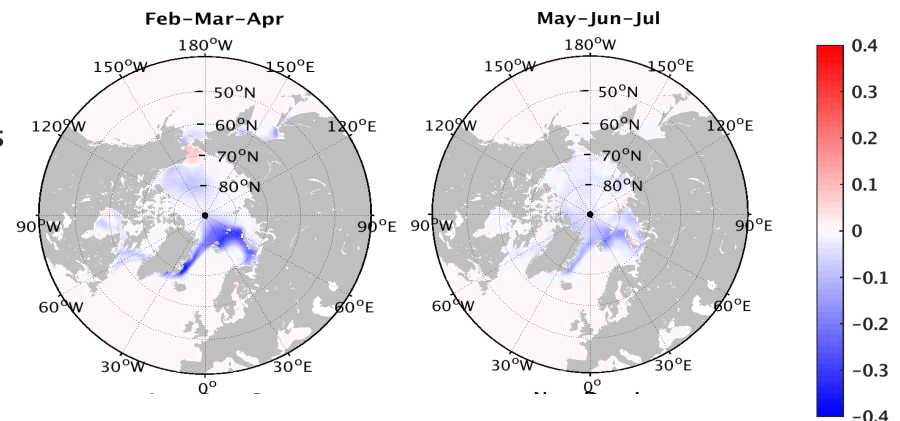 Feb-Mar-Apr
May-Jun-Jul
180°W
150°W
150°E
50°N
60°N
120°W
120°E
70°N
80°N
90°W
90°E
60°W
60°E
30°W
30°E
0°
180°W
150°W
150°E
50°N
60°N
120°W
120°E
70°N
80°N
90°W
90°E
60°W
60°E
30°W
30°E
0°
0.4
0.3
0.2
0.1
0
-0.1
-0.2
-0.3
-0.4